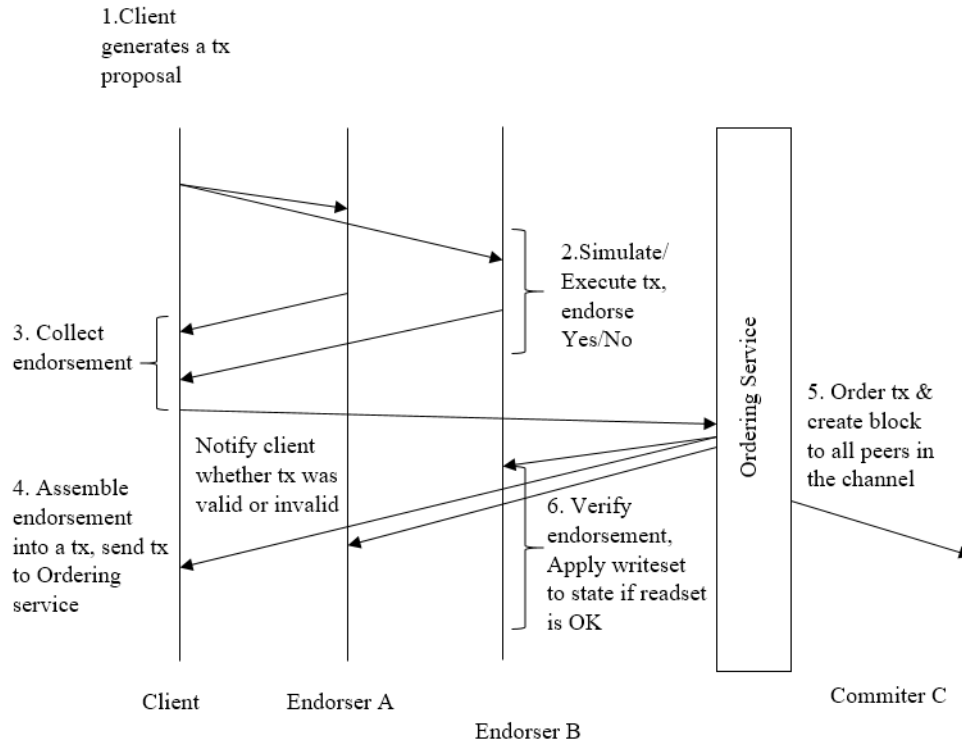 1.Client
generates a tx
proposal
2.Simulate/
Execute tx,
endorse
Yes/No
3. Collect
endorsement
Ordering Service
5. Order tx &
create block
to all peers in
the channel
Notify client
whether tx was
valid or invalid
4. Assemble
endorsement
into a tx, send tx
to Ordering
service
6. Verify
endorsement,
Apply writeset
to state if readset
is OK
Client
Endorser A
Endorser B
Commiter C